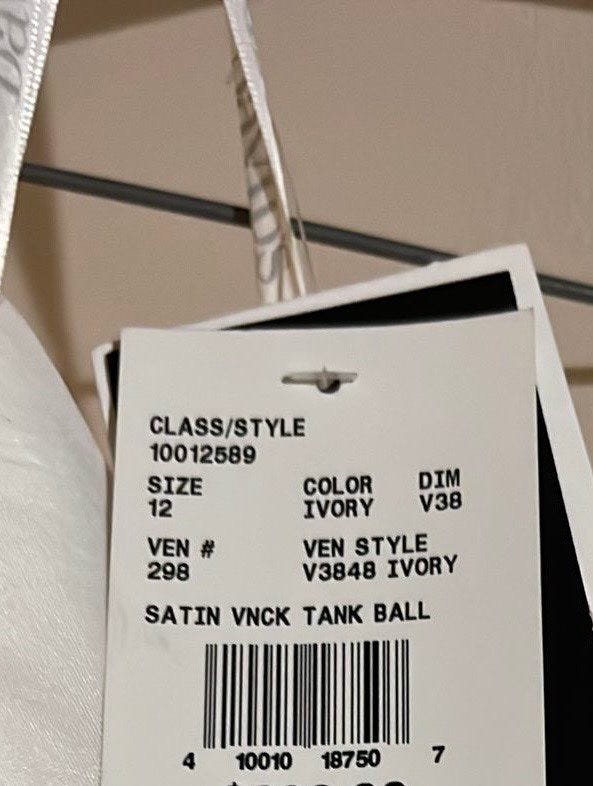 CLASS/STYLE
10012589
SIZE COLOR DIM
12 IVORY V38
VEN # VEN STYLE
298 V3848 IVORY
SATIN VNCK TANK BALL
4 10010 18750 7